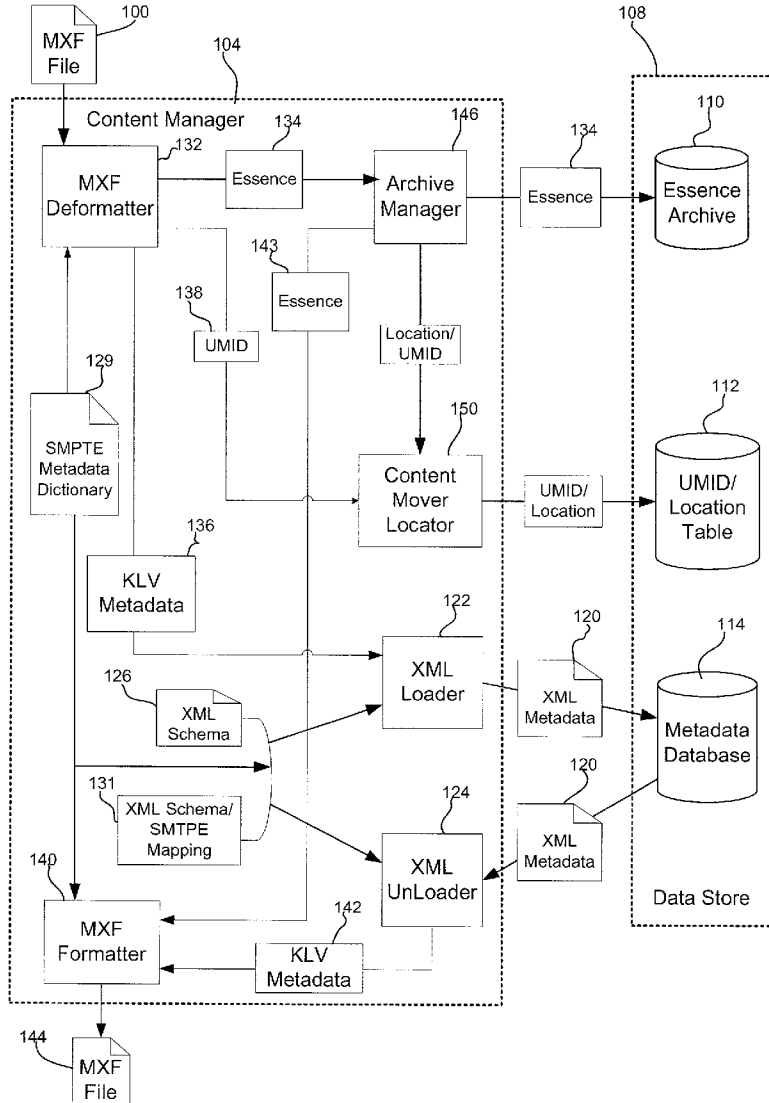 100
MXF
File
104
108
Content Manager
132
134
146
134
110
MXF
Deformatter
Essence
Archive
Manager
Essence
Essence
Archive
143
138
Essence
UMID
Location/
UMID
129
150
112
SMPTE
Metadata
Dictionary
Content
Mover
Locator
UMID/
Location
UMID/
Location
Table
136
KLV
Metadata
122
120
114
126
XML
Schema
XML
Loader
XML
Metadata
Metadata
Database
131
XML Schema/
SMTPE
Mapping
124
120
XML
Metadata
XML
UnLoader
140
142
Data Store
MXF
Formatter
KLV
Metadata
144
MXF
File